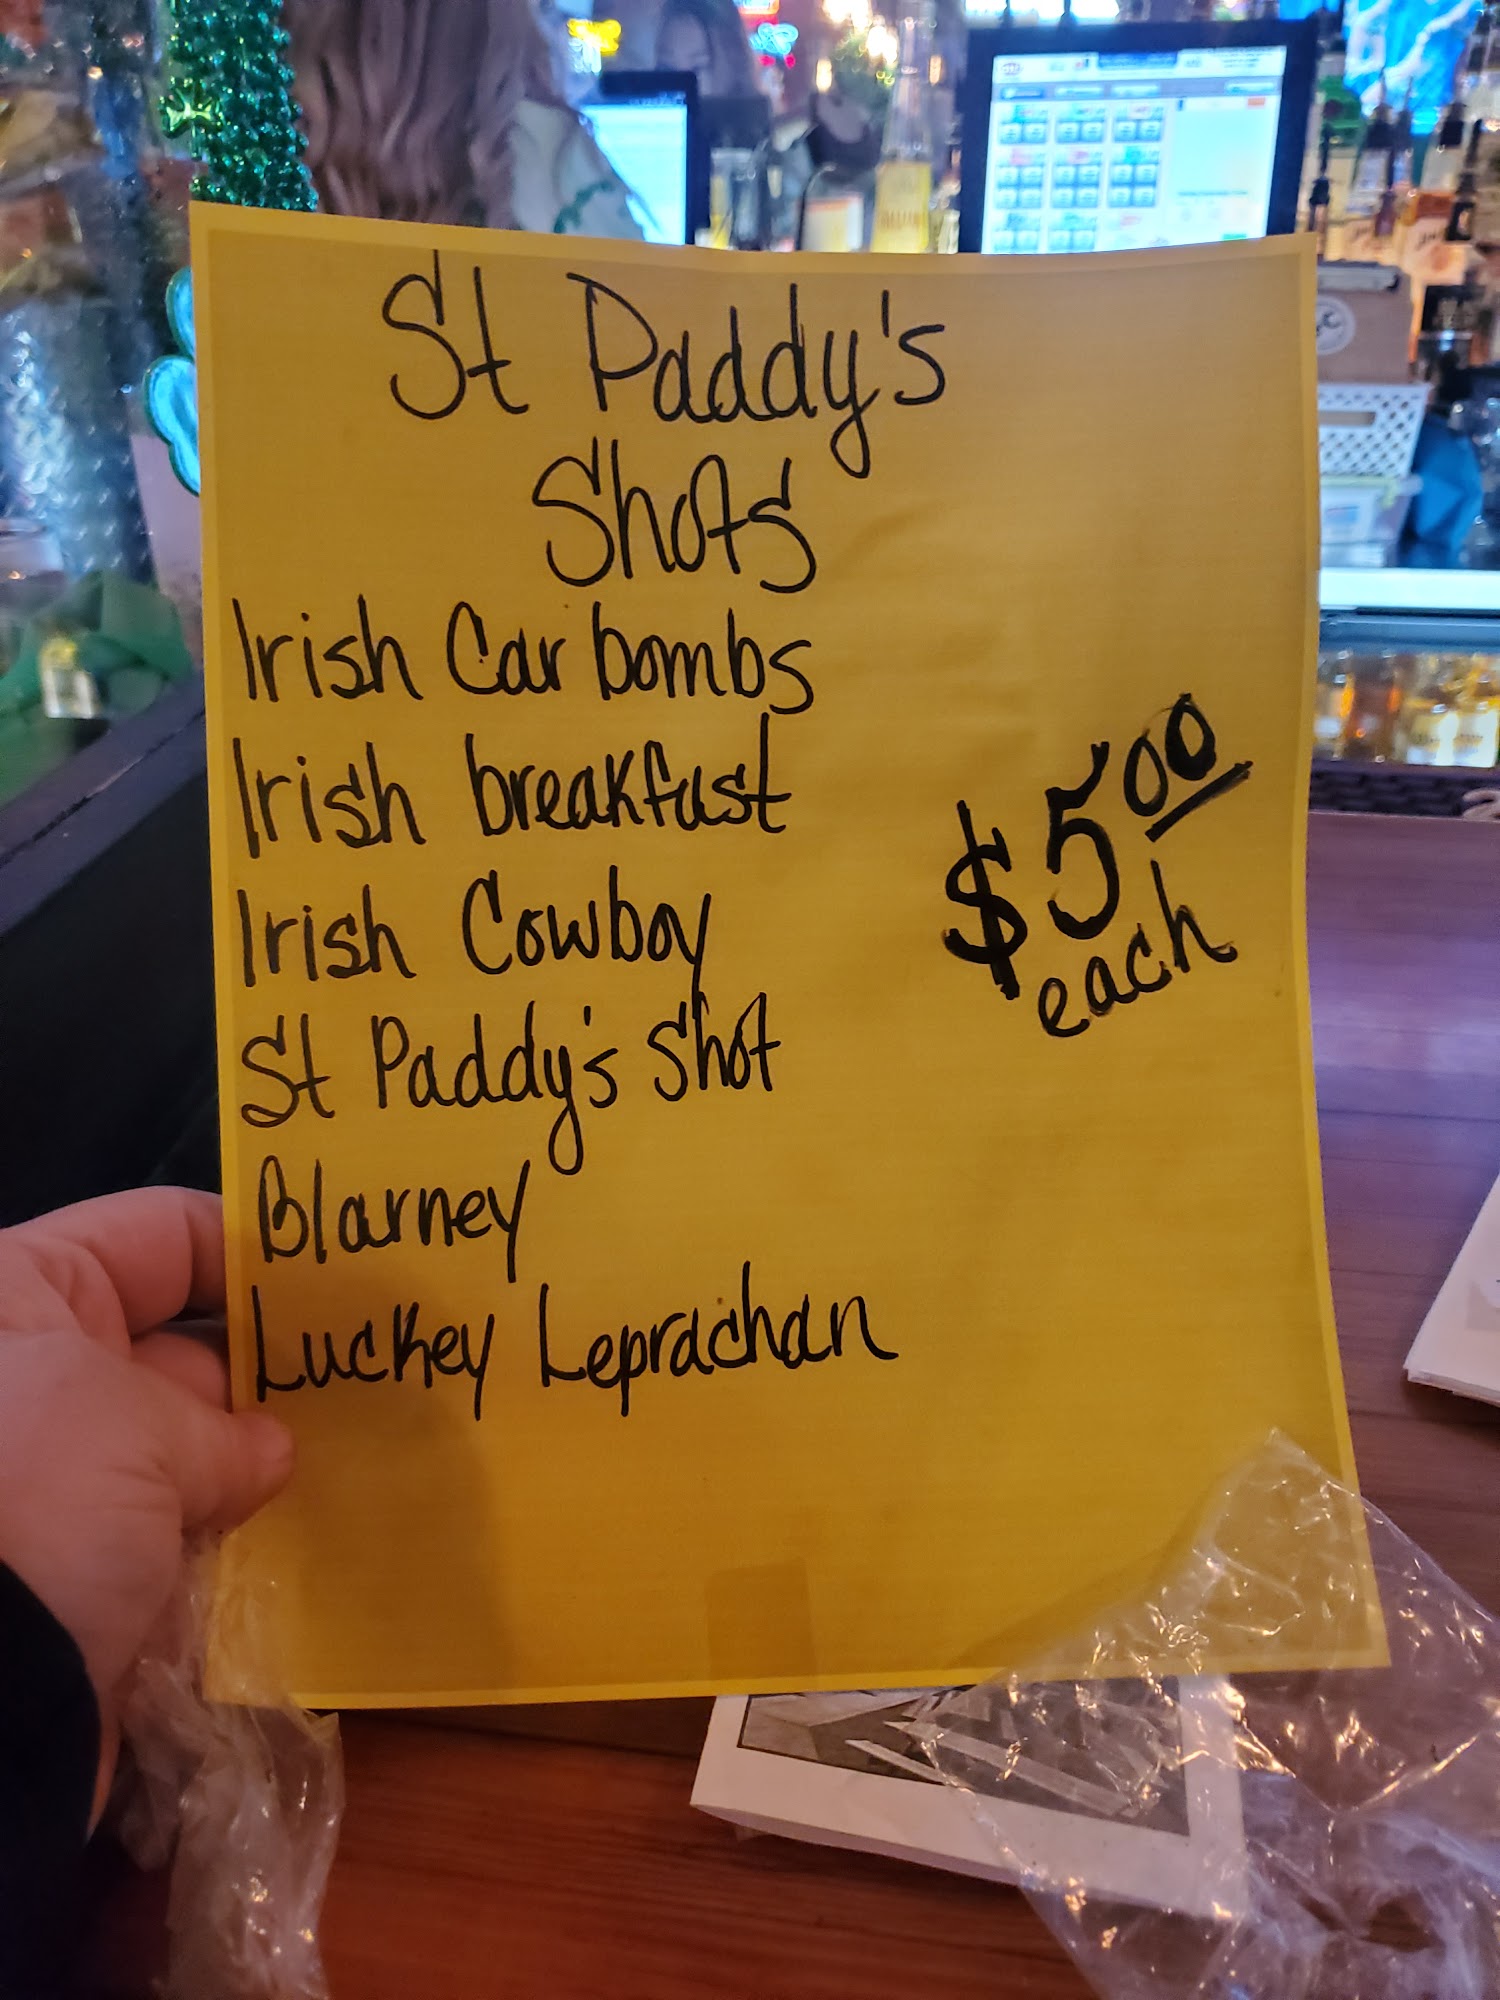 St Paddy's
Shots
Irish Car bombs
Irish breakfast
Irish Cowboy
St Paddy's Shot
Blarney
Luckey Leprachan
$5.00
each